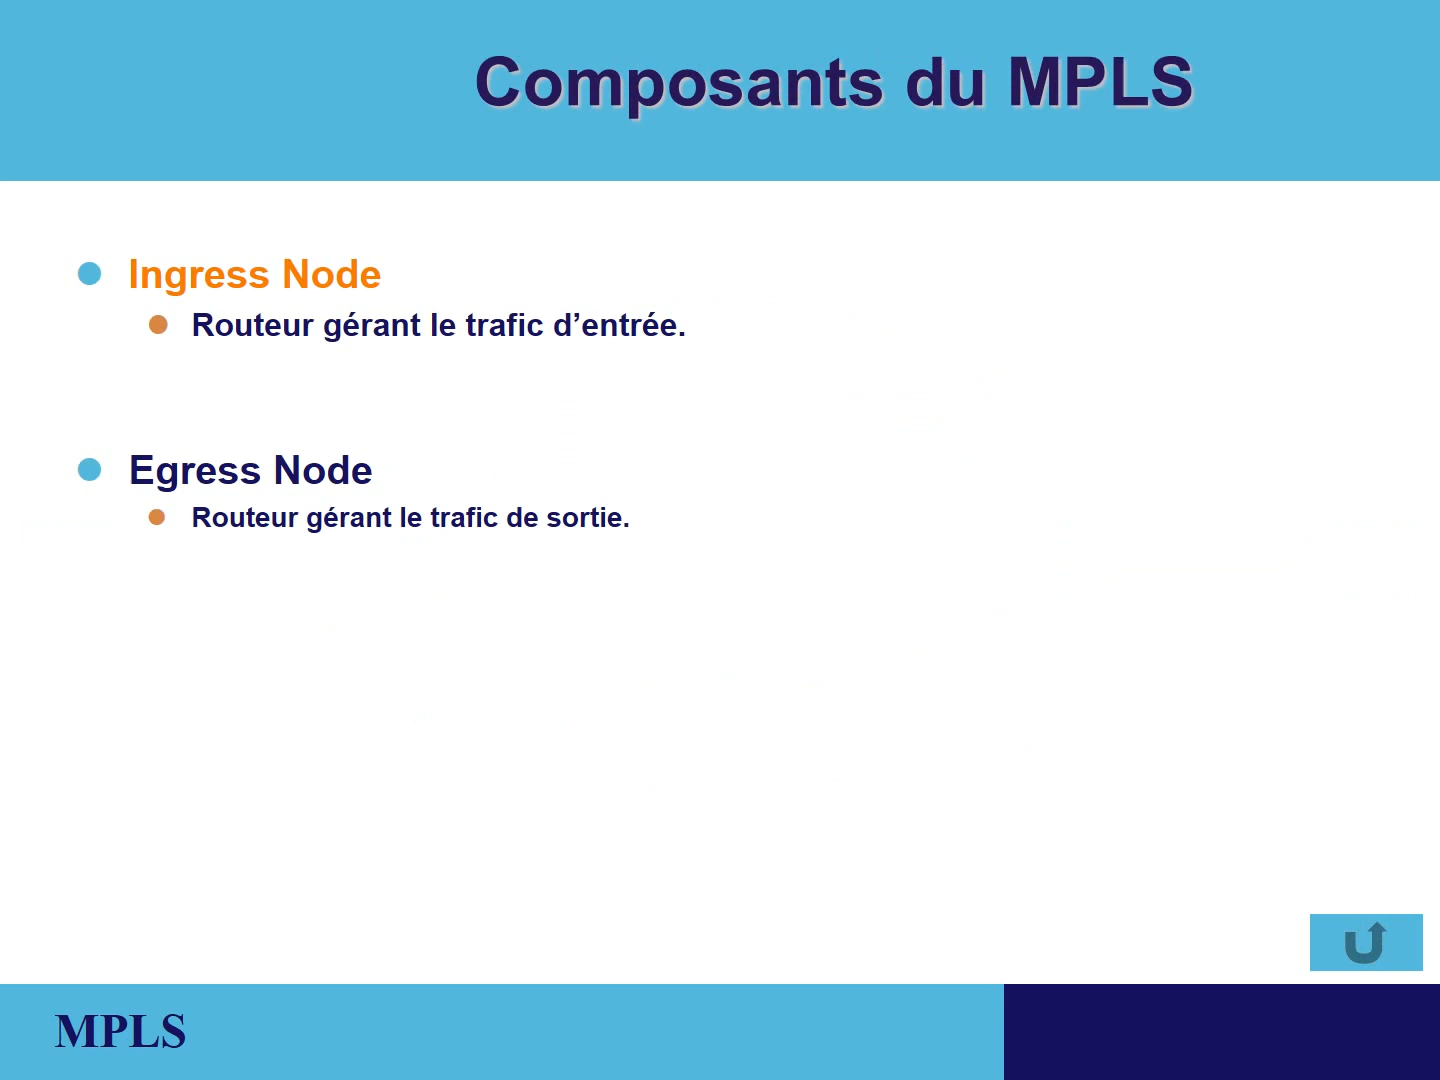 Composants du MPLS
Ingress Node
Routeur gérant le trafic d’entrée.
Egress Node
Routeur gérant le trafic de sortie.
MPLS